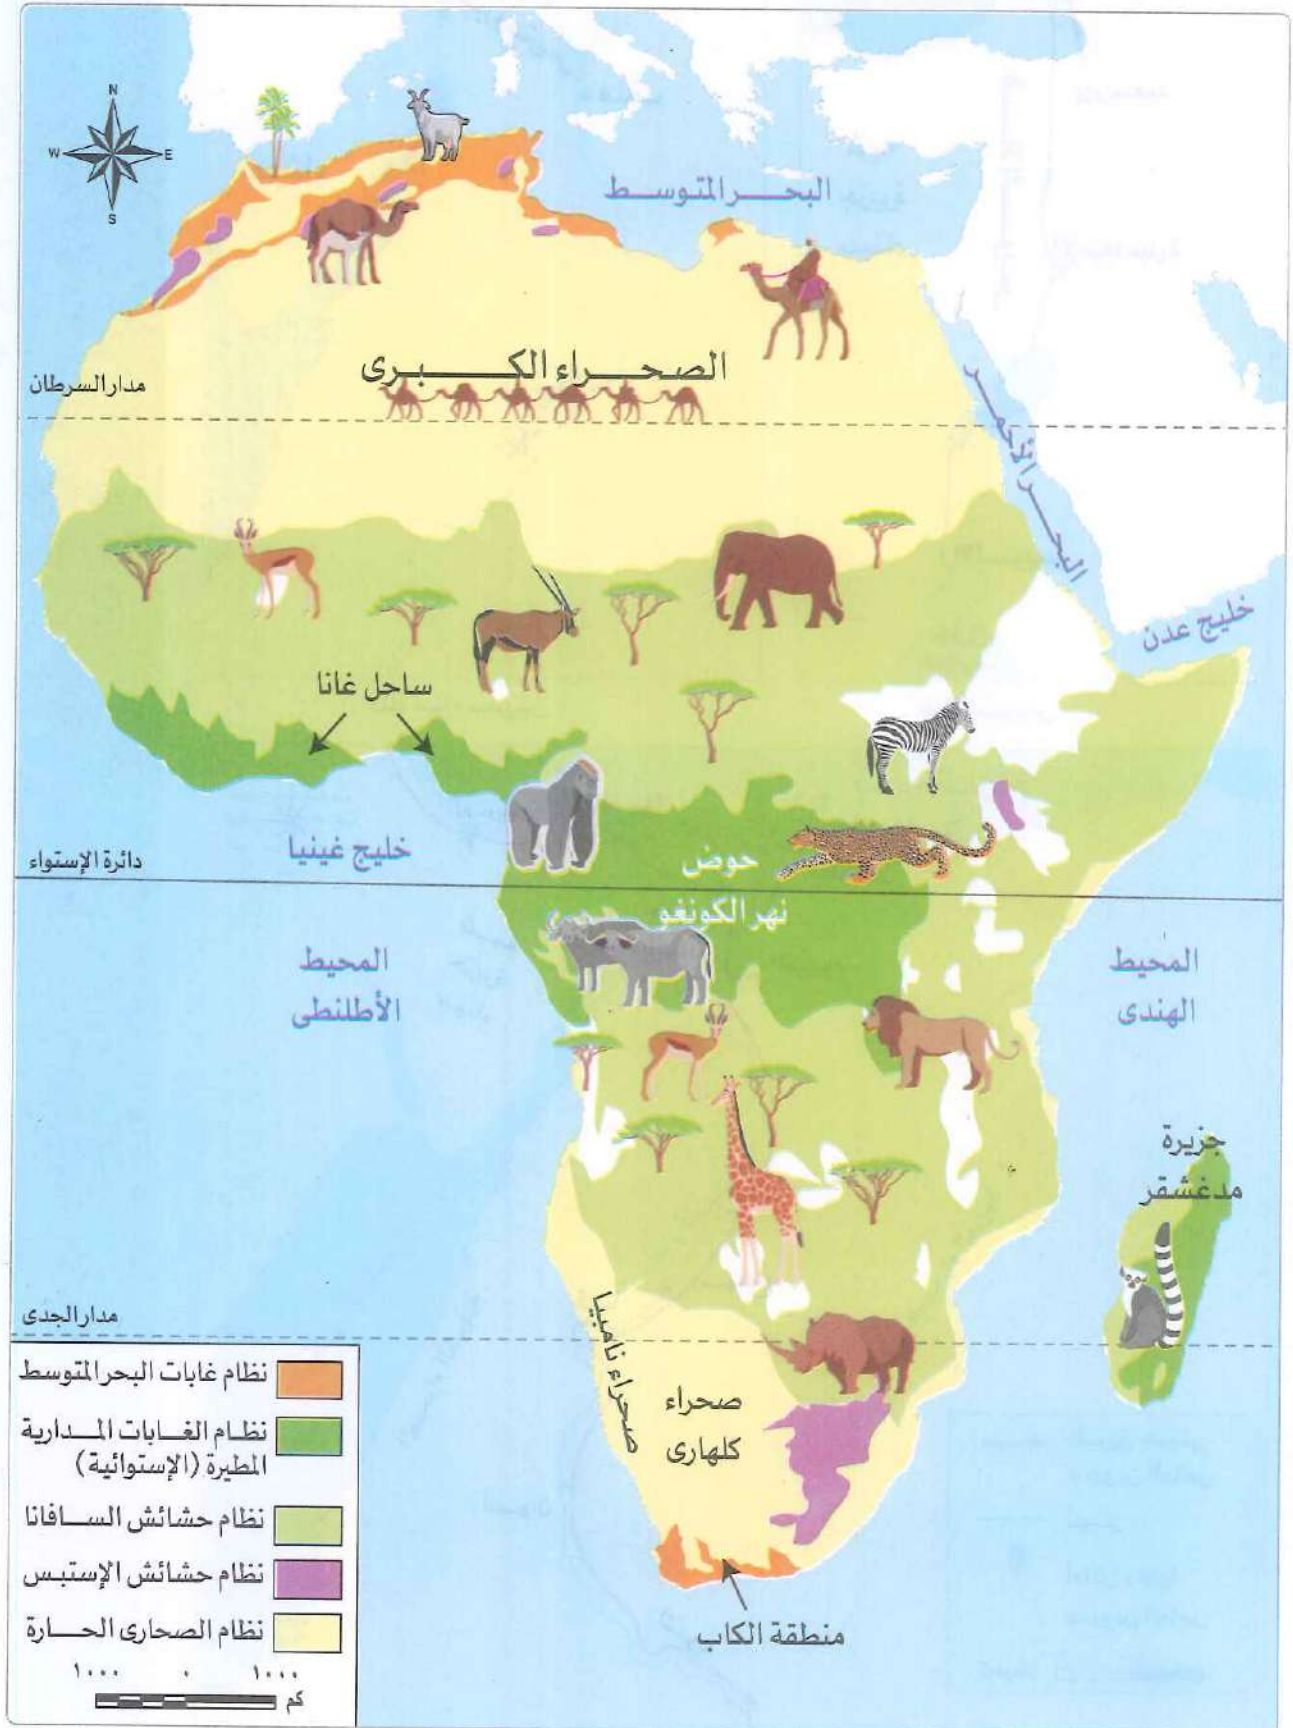 N
W E
S
البحر المتوسط
الصحراء الكبرى
مدار السرطان
البحر الأحمر
خليج عدن
ساحل غانا
خليج غينيا
دائرة الإستواء
حوض
نهر الكونغو
المحيط
الأطلنطى
المحيط
الهندى
جزيرة
مدغشقر
مدار الجدى
صحراء ناميبيا
صحراء
كلهارى
منطقة الكاب
نظام غابات البحر المتوسط
نظام الغابات المدارية
المطيرة (الإستوائية)
نظام حشائش السافانا
نظام حشائش الإستبس
نظام الصحارى الحارة
١٠٠٠ ٠ ١٠٠٠
كم